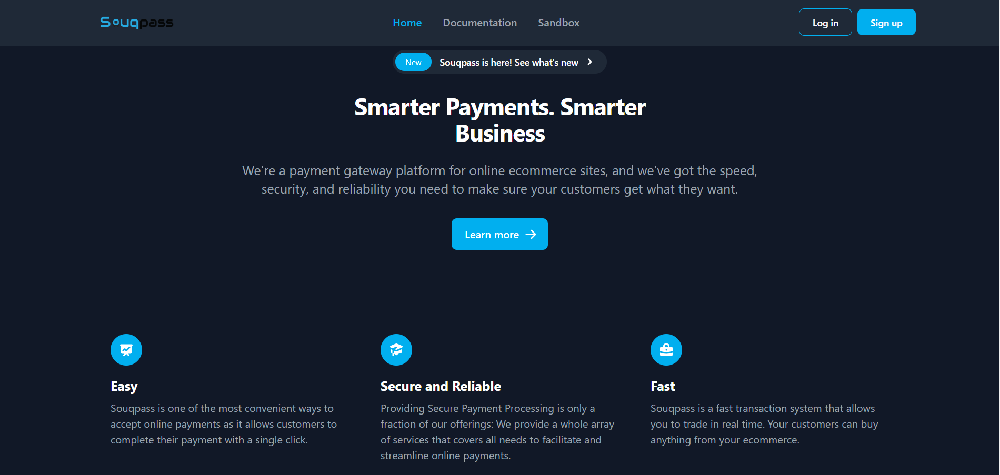 Souqpass
Home
Documentation
Sandbox
Log in
Sign up
New
Souqpass is here! See what's new
Smarter Payments. Smarter
Business
We're a payment gateway platform for online ecommerce sites, and we've got the speed,
security, and reliability you need to make sure your customers get what they want.
Learn more
Easy
Souqpass is one of the most convenient ways to
accept online payments as it allows customers to
complete their payment with a single click.
Secure and Reliable
Providing Secure Payment Processing is only a
fraction of our offerings: We provide a whole array
of services that covers all needs to facilitate and
streamline online payments.
Fast
Souqpass is a fast transaction system that allows
you to trade in real time. Your customers can buy
anything from your ecommerce.